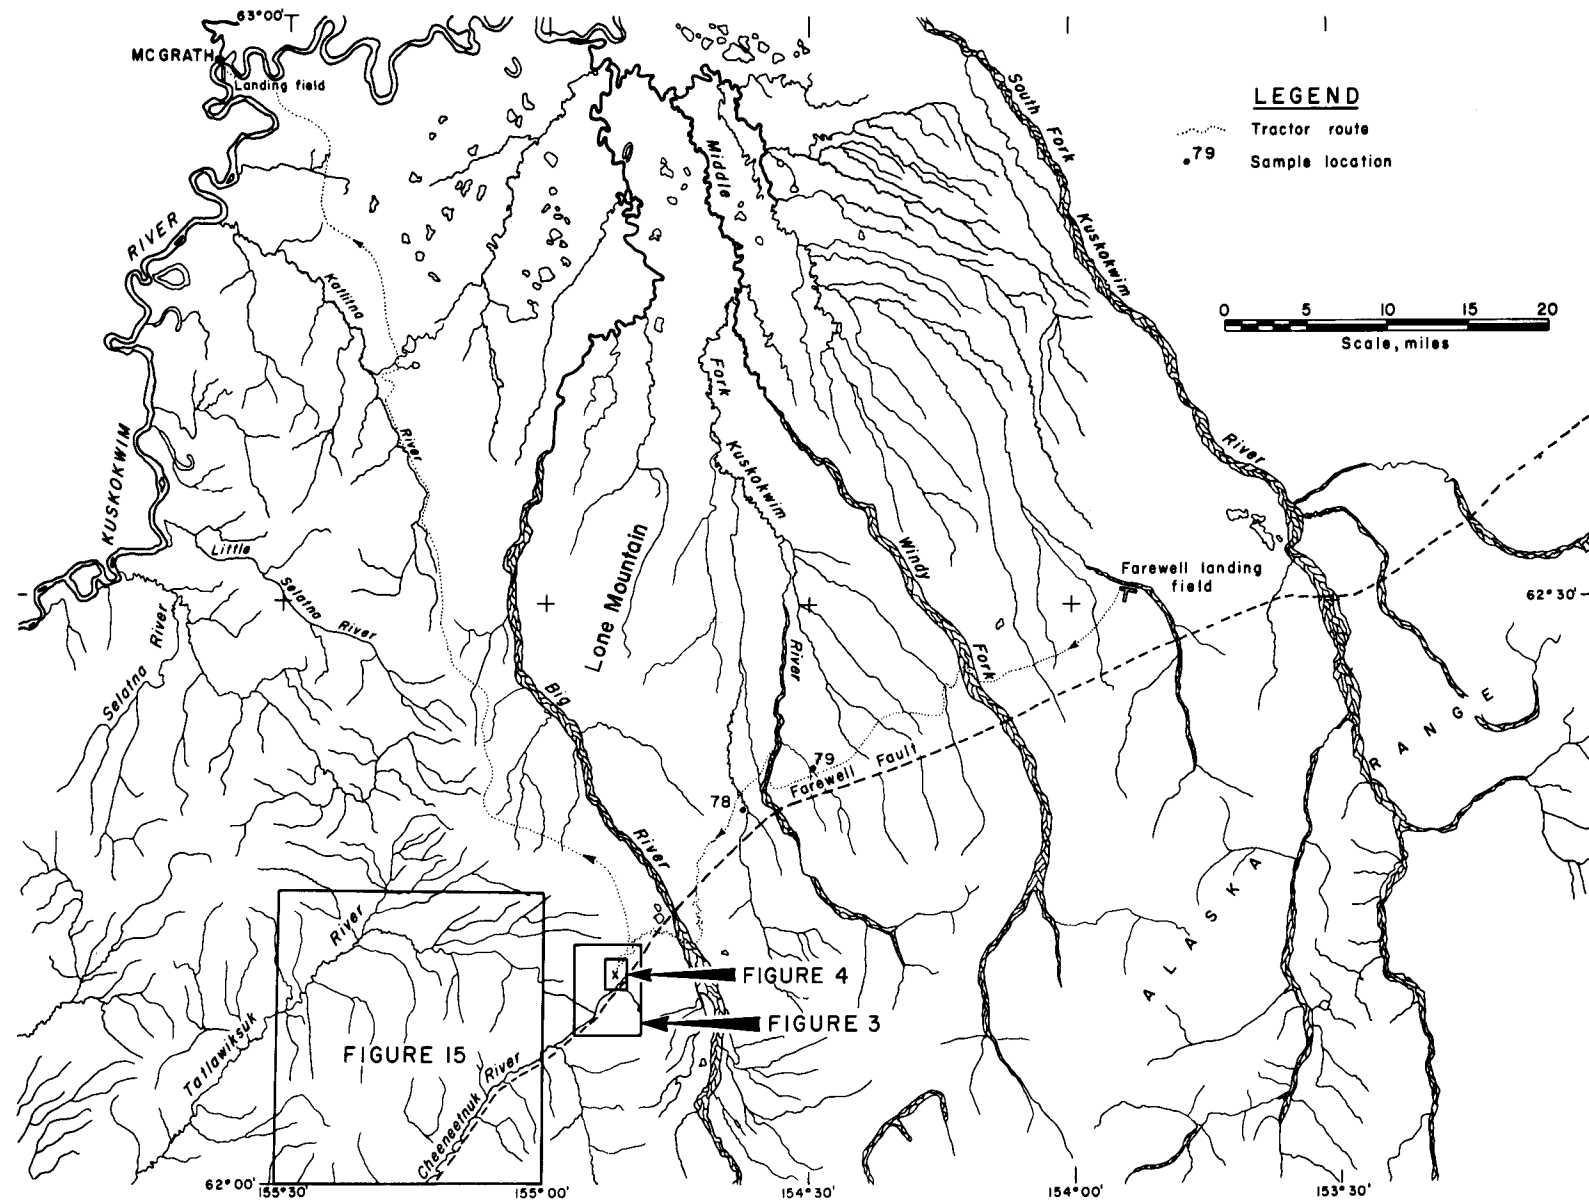 63°00'
MCGRATH
Landing field
South Fork
Kuskokwim
River
LEGEND
Tractor route
79 Sample location
0 5 10 15 20
Scale, miles
RIVER
KUSKOKWIM
Katlitna
River
Middle
Fork
Kuskokwim
River
Windy
Fork
Little
Selatna
River
Selatna River
Lone Mountain
Big
River
Farewell landing
field
62°30'
79
78
Farewell Fault
ALASKA
RANGE
River
Tatlawiksuk
FIGURE 4
FIGURE 3
FIGURE 15
Cheeneetnuk River
62°00'
155°30'
155°00'
154°30'
154°00'
153°30'